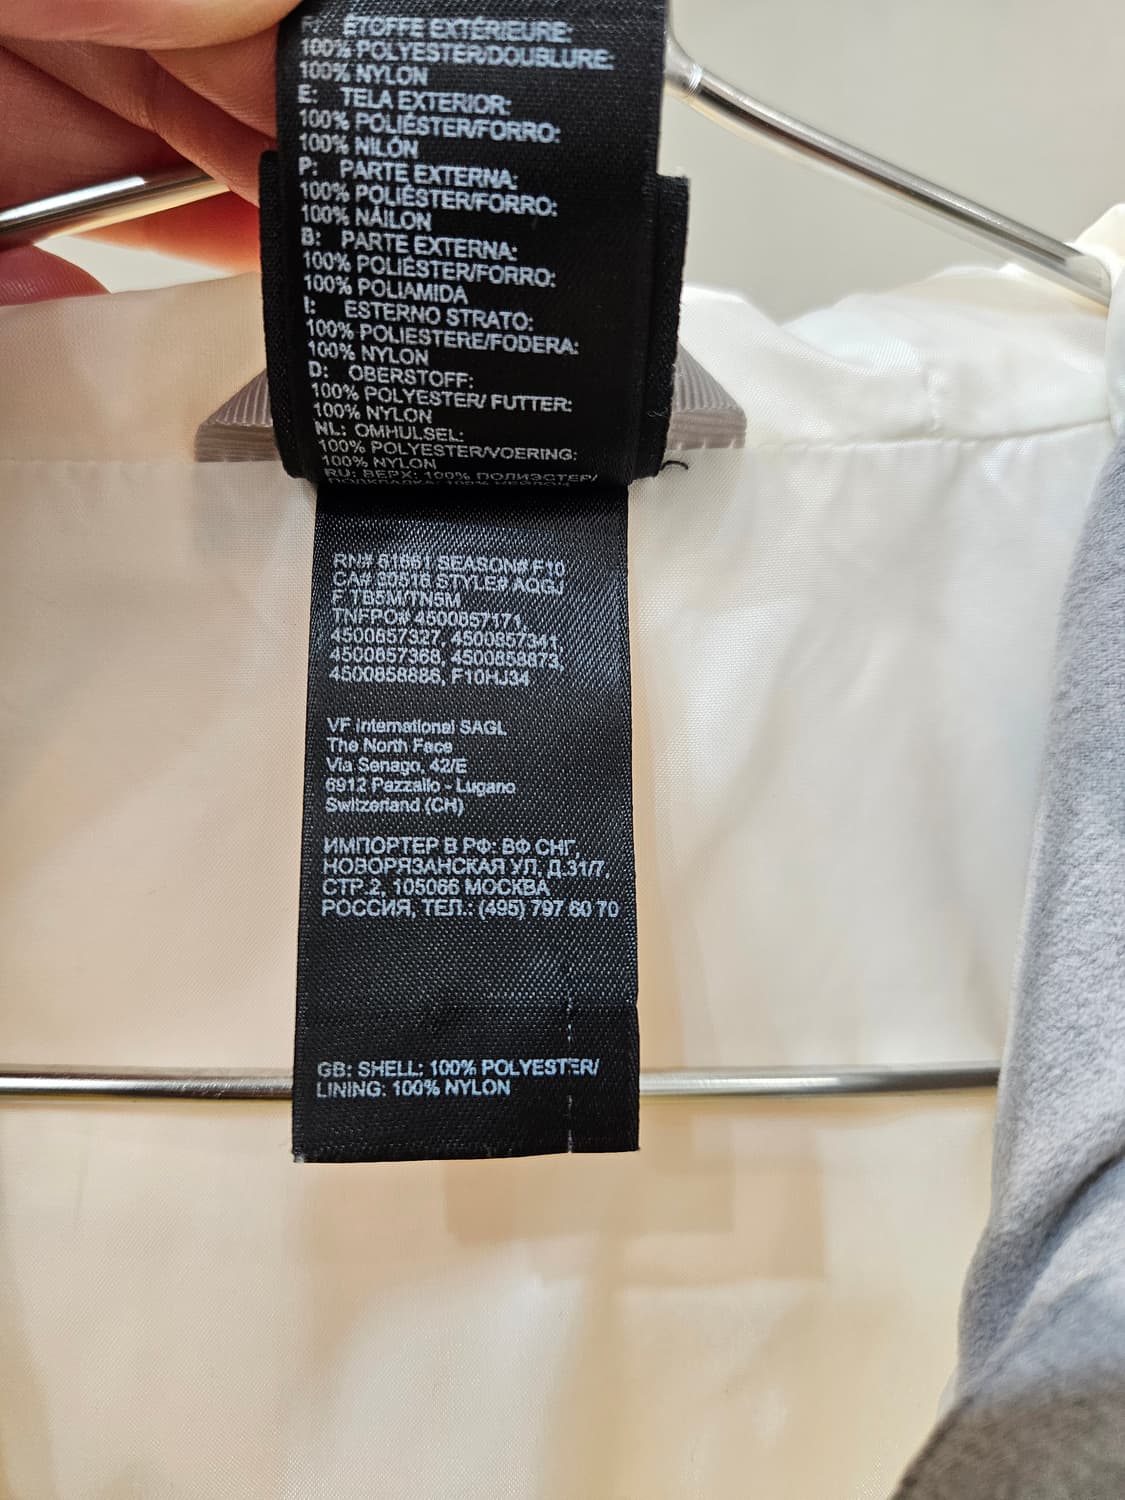 F: ÉTOFFE EXTÉRIEURE:
100% POLYESTER/DOUBLURE:
100% NYLON
E: TELA EXTERIOR:
100% POLIÉSTER/FORRO:
100% NILÓN
P: PARTE EXTERNA:
100% POLIÉSTER/FORRO:
100% NÁILON
B: PARTE EXTERNA:
100% POLIÉSTER/FORRO:
100% POLIAMIDA
I: ESTERNO STRATO:
100% POLIESTERE/FODERA:
100% NYLON
D: OBERSTOFF:
100% POLYESTER/ FUTTER:
100% NYLON
NL: OMHULSEL:
100% POLYESTER/VOERING:
100% NYLON
RU: ВЕРХ: 100% ПОЛИЭСТЕР/
RN# 61661 SEASON# F10
CA# 30516 STYLE# AQGJ
F TB5M/TN5M
TNFPO# 4500857171,
4500857327, 4500857341,
4500857368, 4500858873,
4500858886, F10HJ34
VF International SAGL
The North Face
Via Senago, 42/E
6912 Pazzallo - Lugano
Switzerland (CH)
ИМПОРТЕР В РФ: ВФ СНГ,
НОВОРЯЗАНСКАЯ УЛ, Д.31/7,
СТР.2, 105066 МОСКВА
РОССИЯ, ТЕЛ.: (495) 797 60 70
GB: SHELL: 100% POLYESTER/
LINING: 100% NYLON